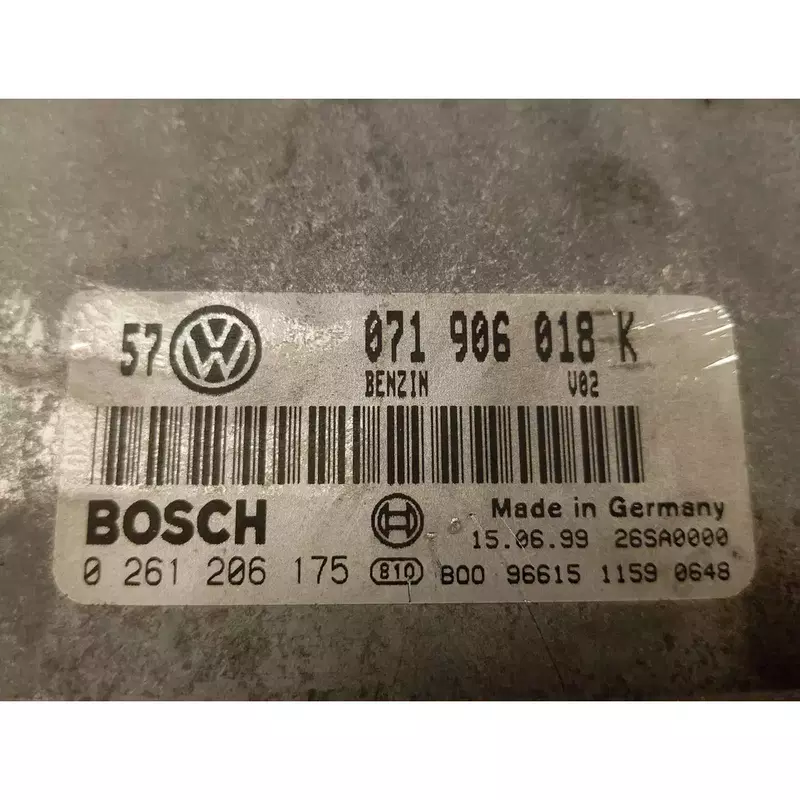 57 VW 071 906 018 K
BENZIN V02
BOSCH Made in Germany
15.06.99 26SA0000
0 261 206 175 810 B00 96615 1159 0648